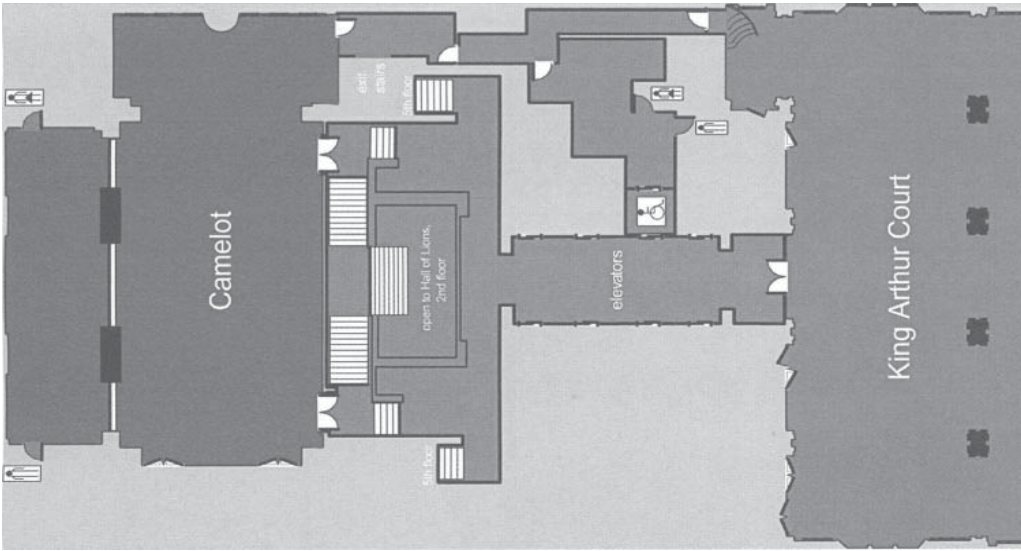 Camelot
exit
stairs
5th floor
open to Hall of Lions,
2nd floor
5th floor
elevators
King Arthur Court